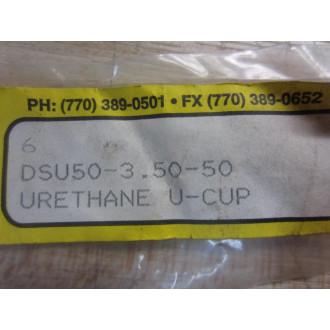 PH: (770) 389-0501 • FX (770) 389-0652
6
DSU50-3.50-50
URETHANE U-CUP